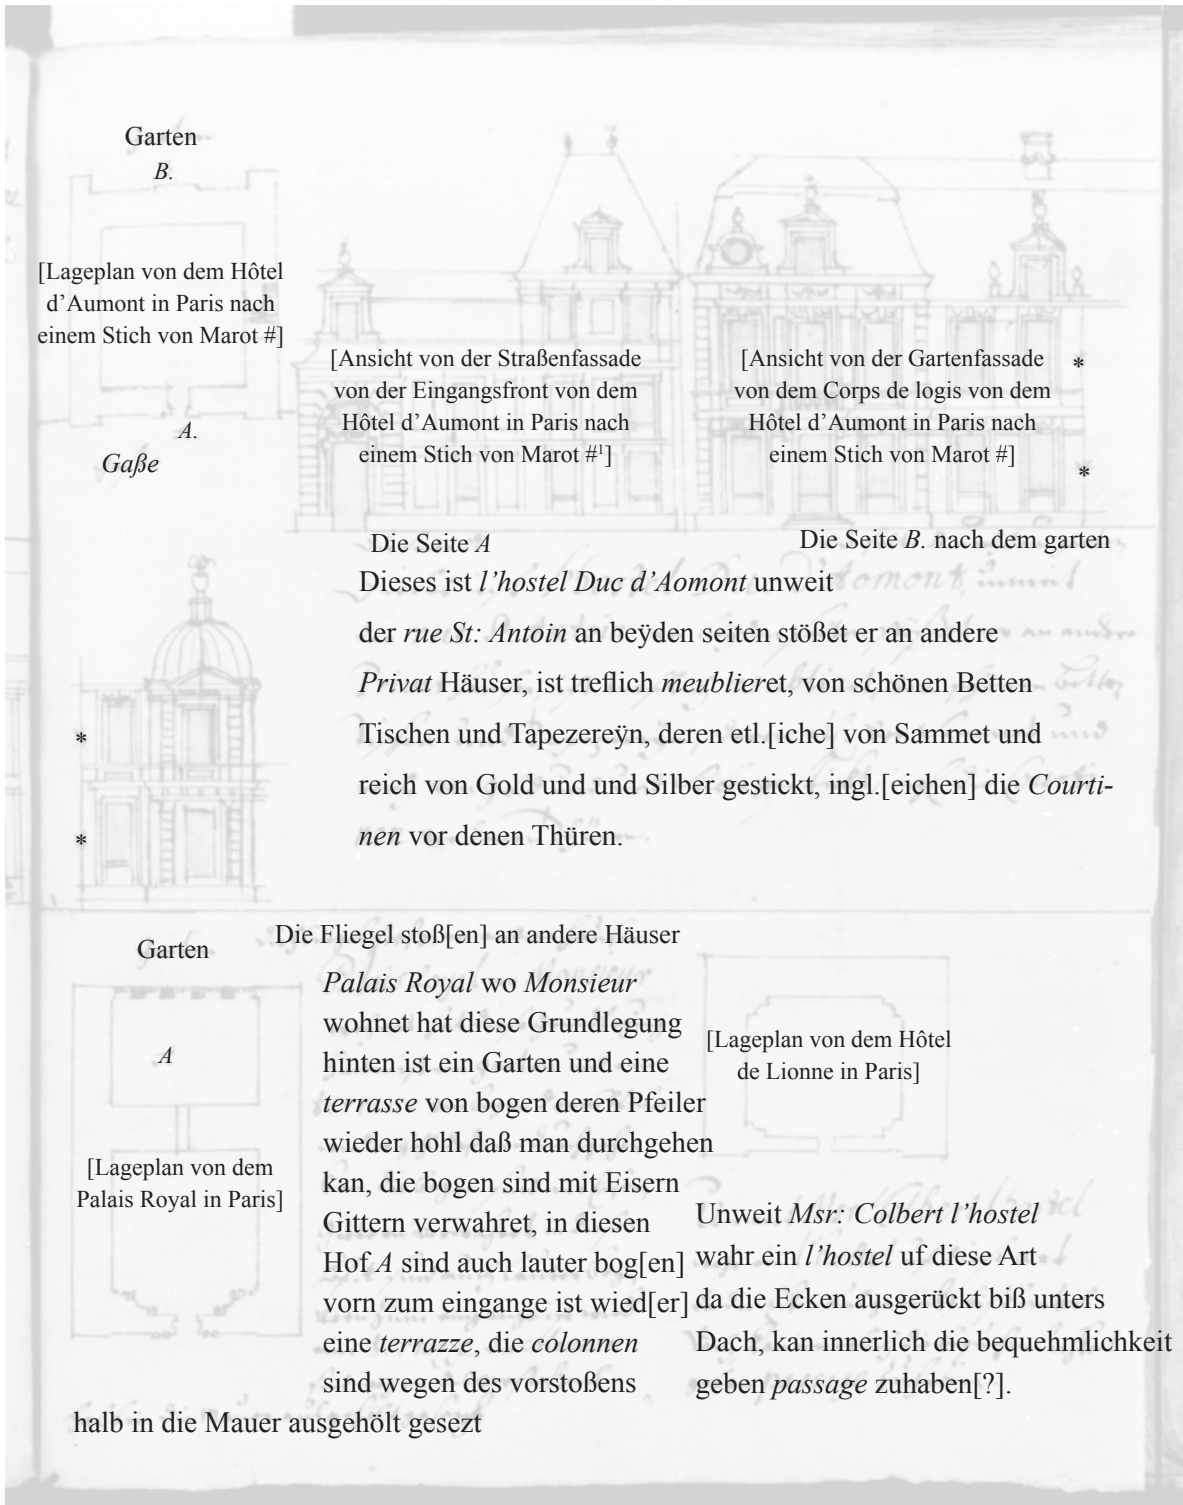 Garten
B.
[Lageplan von dem Hôtel
d'Aumont in Paris nach
einem Stich von Marot #]
A.
Gaße
[Ansicht von der Straßenfassade
von der Eingangsfront von dem
Hôtel d'Aumont in Paris nach
einem Stich von Marot #¹]
[Ansicht von der Gartenfassade
von dem Corps de logis von dem
Hôtel d'Aumont in Paris nach
einem Stich von Marot #]
*
*
Die Seite A
Die Seite B. nach dem garten
Dieses ist l'hostel Duc d'Aomont unweit
der rue St: Antoin an beÿden seiten stößet er an andere
Privat Häuser, ist treflich meublieret, von schönen Betten
Tischen und Tapezereÿn, deren etl.[iche] von Sammet und
reich von Gold und und Silber gestickt, ingl.[eichen] die Courti-
nen vor denen Thüren.
*
*
Garten
A
[Lageplan von dem
Palais Royal in Paris]
Die Fliegel stoß[en] an andere Häuser
Palais Royal wo Monsieur
wohnet hat diese Grundlegung
hinten ist ein Garten und eine
terrasse von bogen deren Pfeiler
wieder hohl daß man durchgehen
kan, die bogen sind mit Eisern
Gittern verwahret, in diesen
Hof A sind auch lauter bog[en]
vorn zum eingange ist wied[er]
eine terrazze, die colonnen
sind wegen des vorstoßens
halb in die Mauer ausgehölt gesezt
[Lageplan von dem Hôtel
de Lionne in Paris]
Unweit Msr: Colbert l'hostel
wahr ein l'hostel uf diese Art
da die Ecken ausgerückt biß unters
Dach, kan innerlich die bequehmlichkeit
geben passage zuhaben[?].